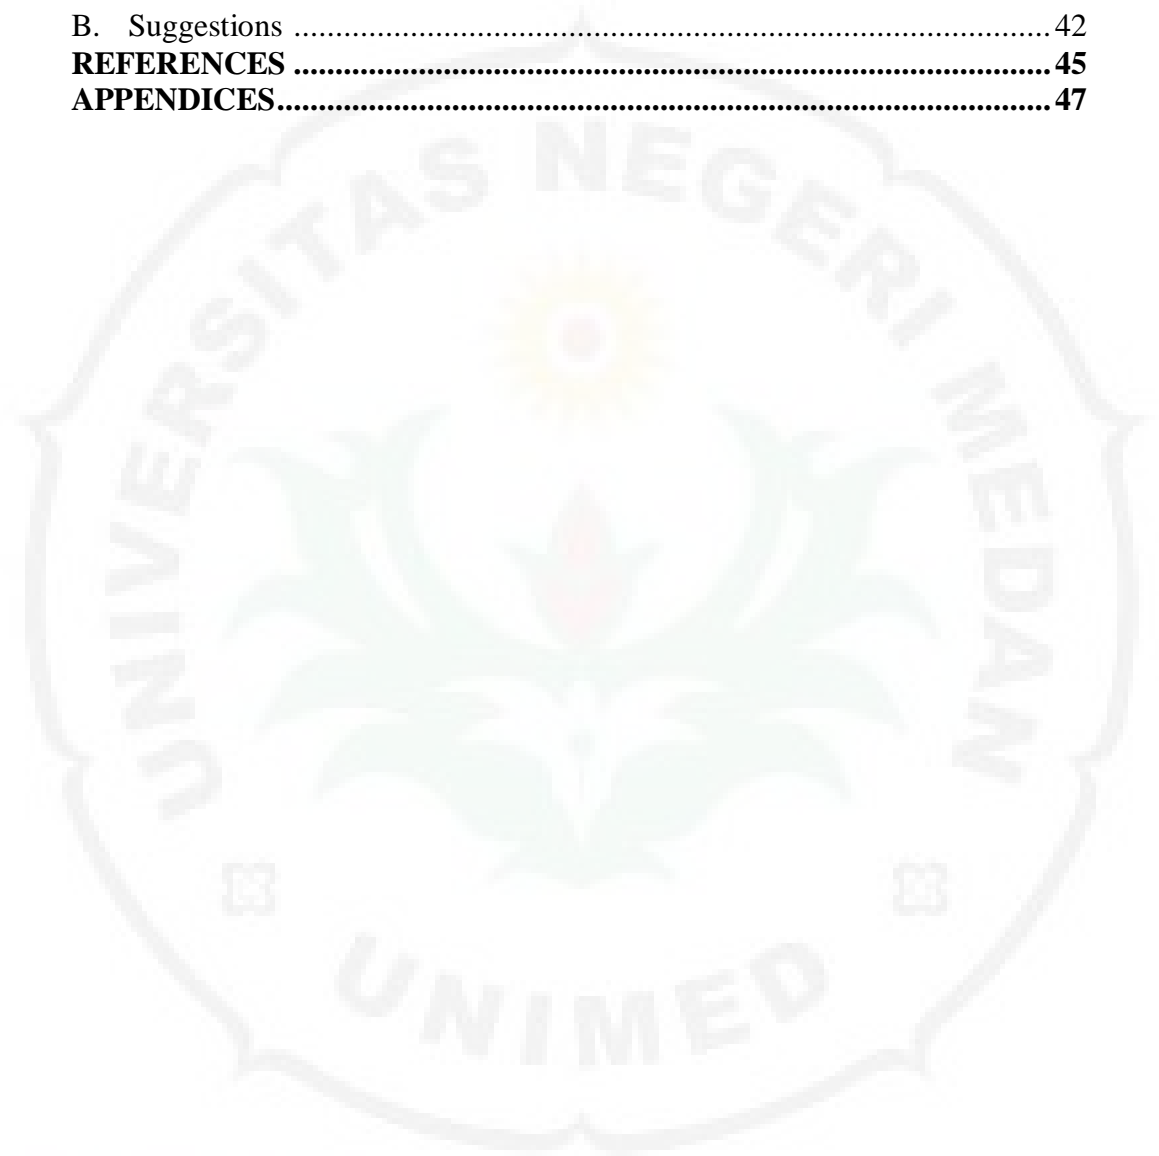 B. Suggestions .......................................................................................... 42
REFERENCES .......................................................................................... 45
APPENDICES............................................................................................ 47
UNIVERSITAS NEGERI MEDAN
UNIMED